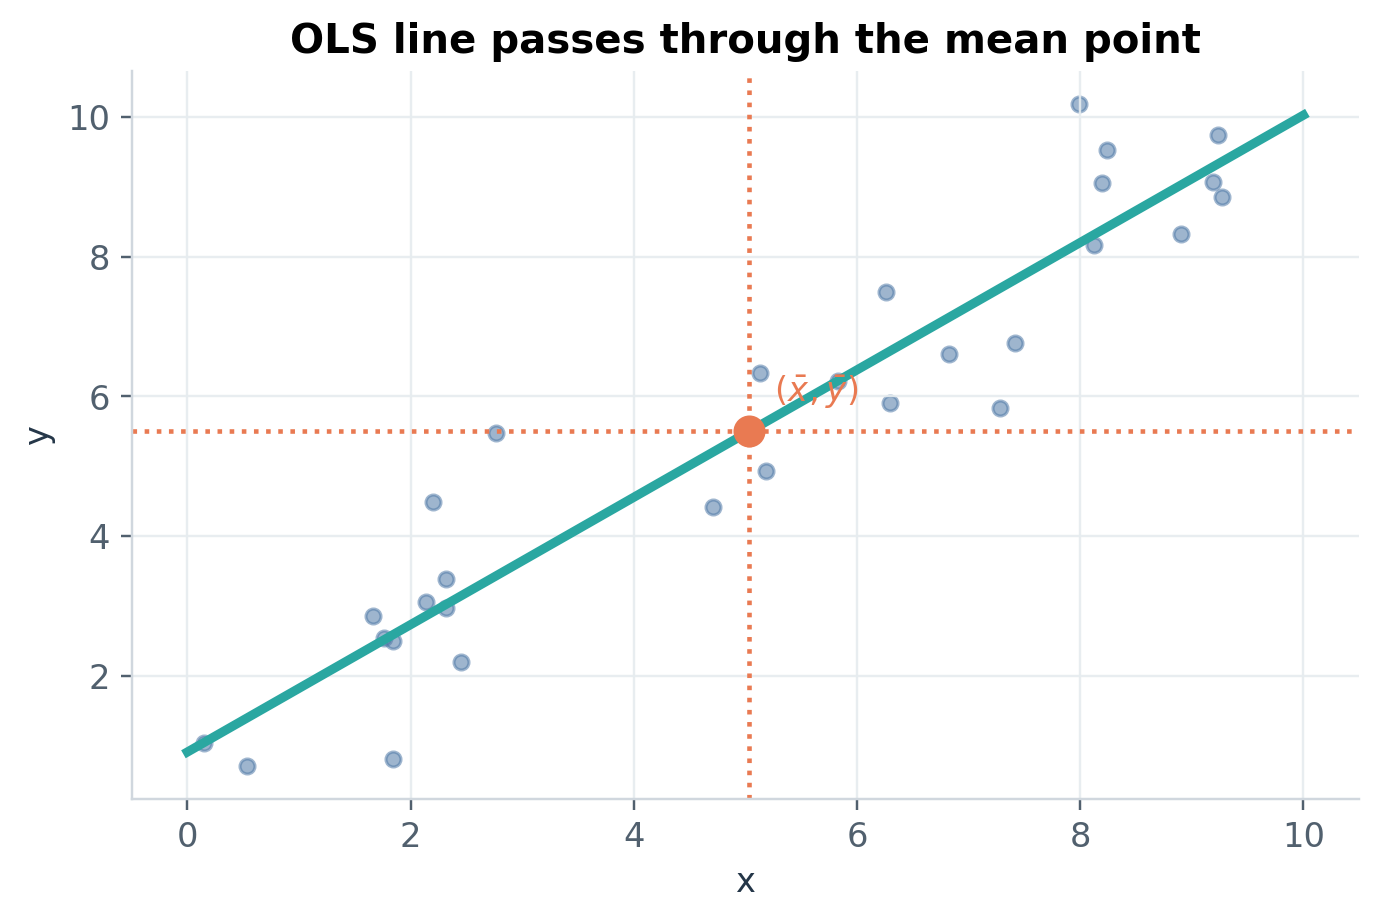 OLS line passes through the mean point
10
8
6
4
2
y
(x̄, ȳ)
0 2 4 6 8 10
x